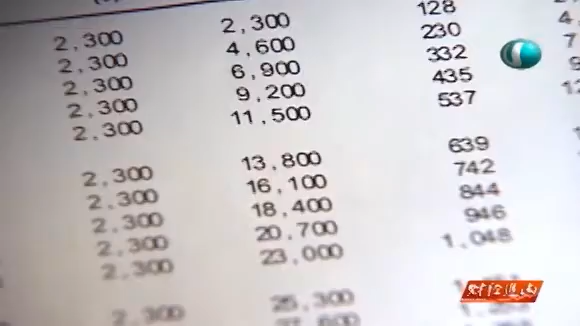 2,300 2,300 128
2,300 4,600 230
2,300 6,900 332
2,300 9,200 435
2,300 11,500 537
2,300 13,800 639
2,300 16,100 742
2,300 18,400 844
2,300 20,700 946
2,300 23,000 1,048
2,300 25,300
27,600